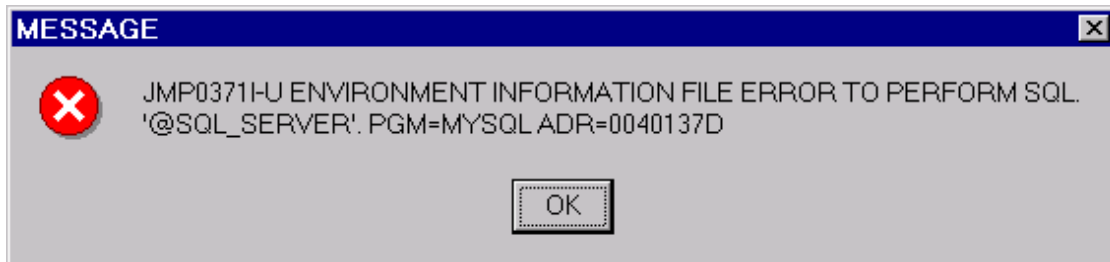 MESSAGE
JMP0371I-U ENVIRONMENT INFORMATION FILE ERROR TO PERFORM SQL.
'@SQL_SERVER'. PGM=MYSQL ADR=0040137D
OK